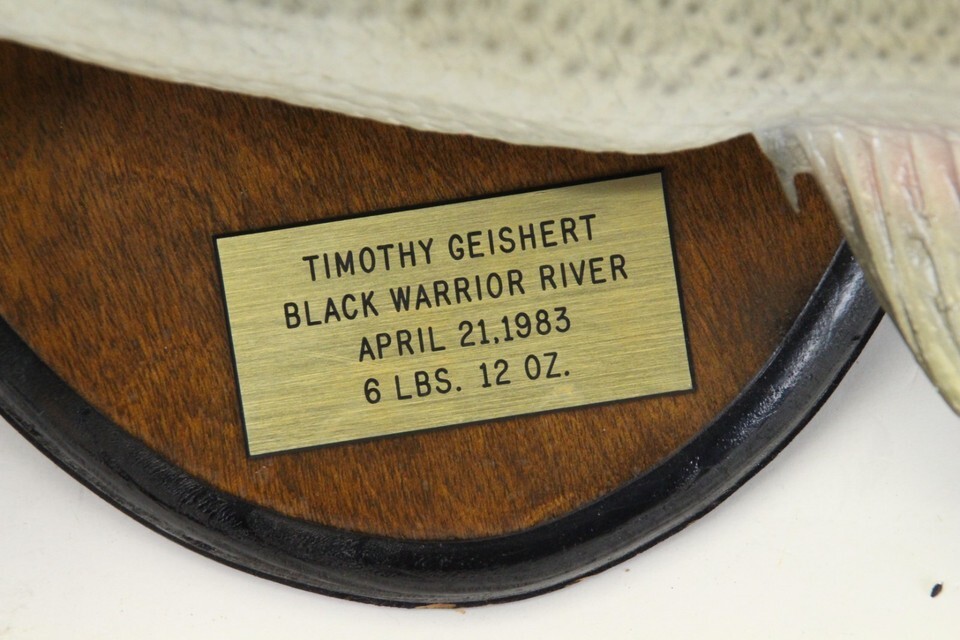 TIMOTHY GEISHERT
BLACK WARRIOR RIVER
APRIL 21,1983
6 LBS. 12 OZ.